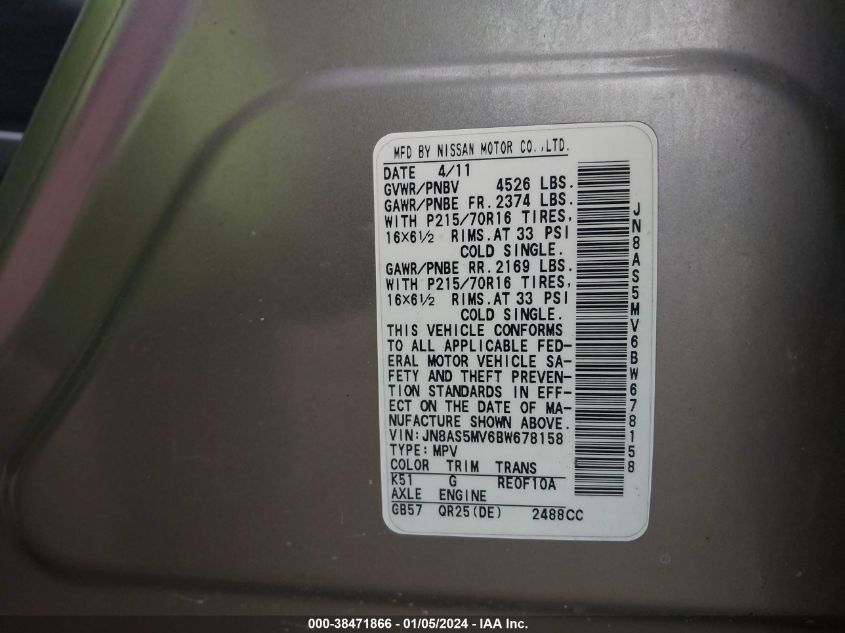 MFD BY NISSAN MOTOR CO.,LTD.
DATE 4/11
GVWR/PNBV 4526 LBS.
GAWR/PNBE FR. 2374 LBS.
WITH P215/70R16 TIRES,
16×6½ RIMS.AT 33 PSI
COLD SINGLE.
GAWR/PNBE RR. 2169 LBS.
WITH P215/70R16 TIRES,
16×6½ RIMS.AT 33 PSI
COLD SINGLE.
THIS VEHICLE CONFORMS
TO ALL APPLICABLE FED-
ERAL MOTOR VEHICLE SA-
FETY AND THEFT PREVEN-
TION STANDARDS IN EFF-
ECT ON THE DATE OF MA-
NUFACTURE SHOWN ABOVE.
VIN:JN8AS5MV6BW678158
TYPE:MPV
COLOR TRIM TRANS
K51 G RE0F10A
AXLE ENGINE
GB57 QR25(DE) 2488CC
JN8AS5MV6BW678158
000-38471866 - 01/05/2024 - IAA Inc.